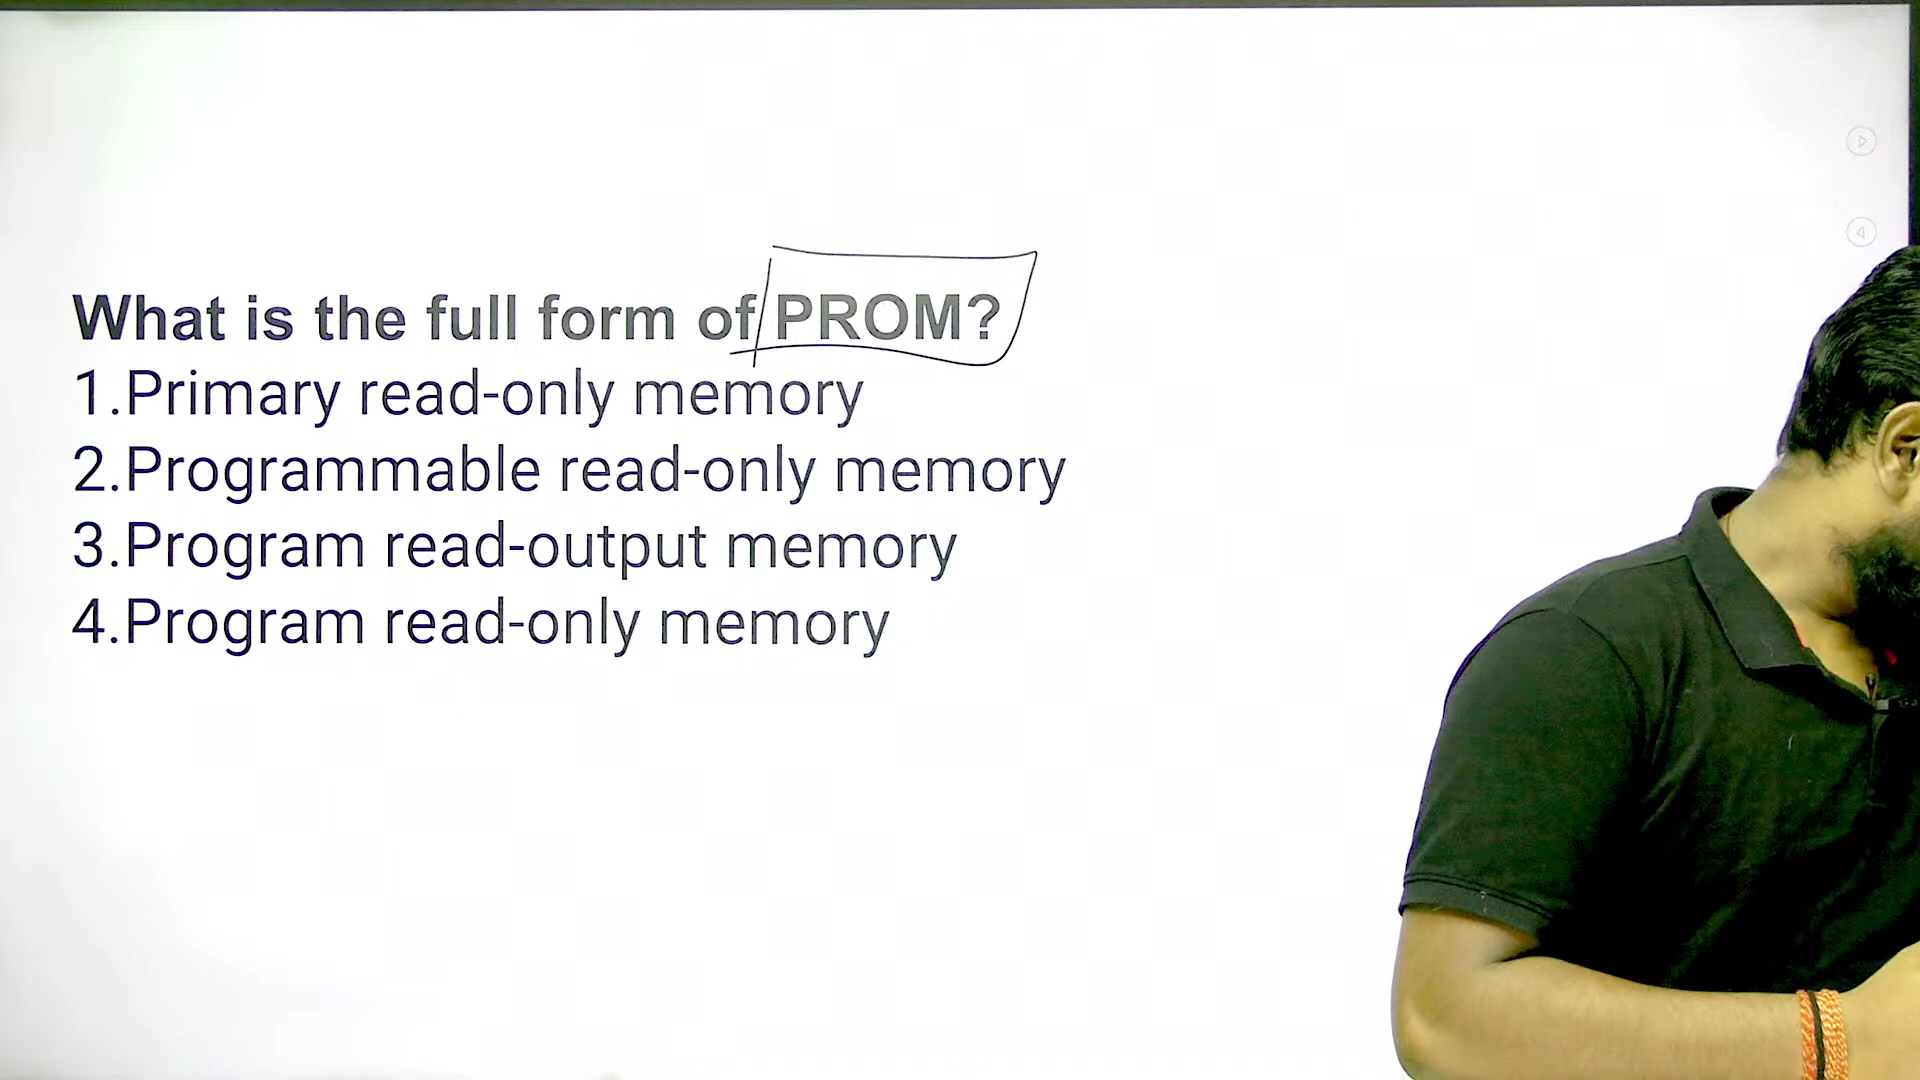 What is the full form of PROM?
1.Primary read-only memory
2.Programmable read-only memory
3.Program read-output memory
4.Program read-only memory